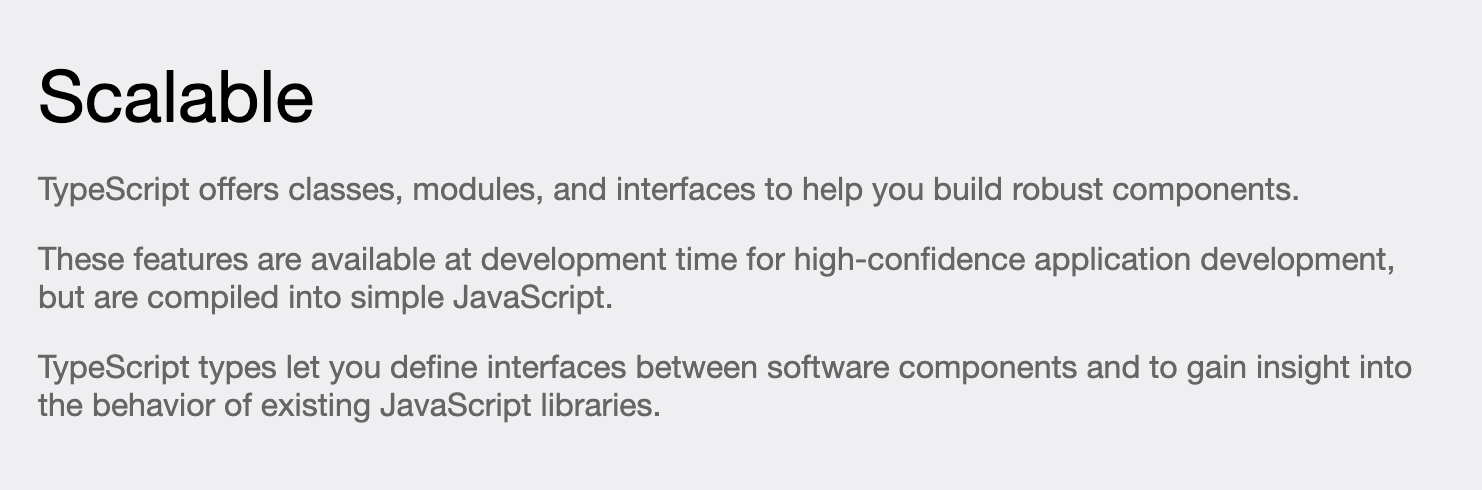 Scalable
TypeScript offers classes, modules, and interfaces to help you build robust components.
These features are available at development time for high-confidence application development,
but are compiled into simple JavaScript.
TypeScript types let you define interfaces between software components and to gain insight into
the behavior of existing JavaScript libraries.